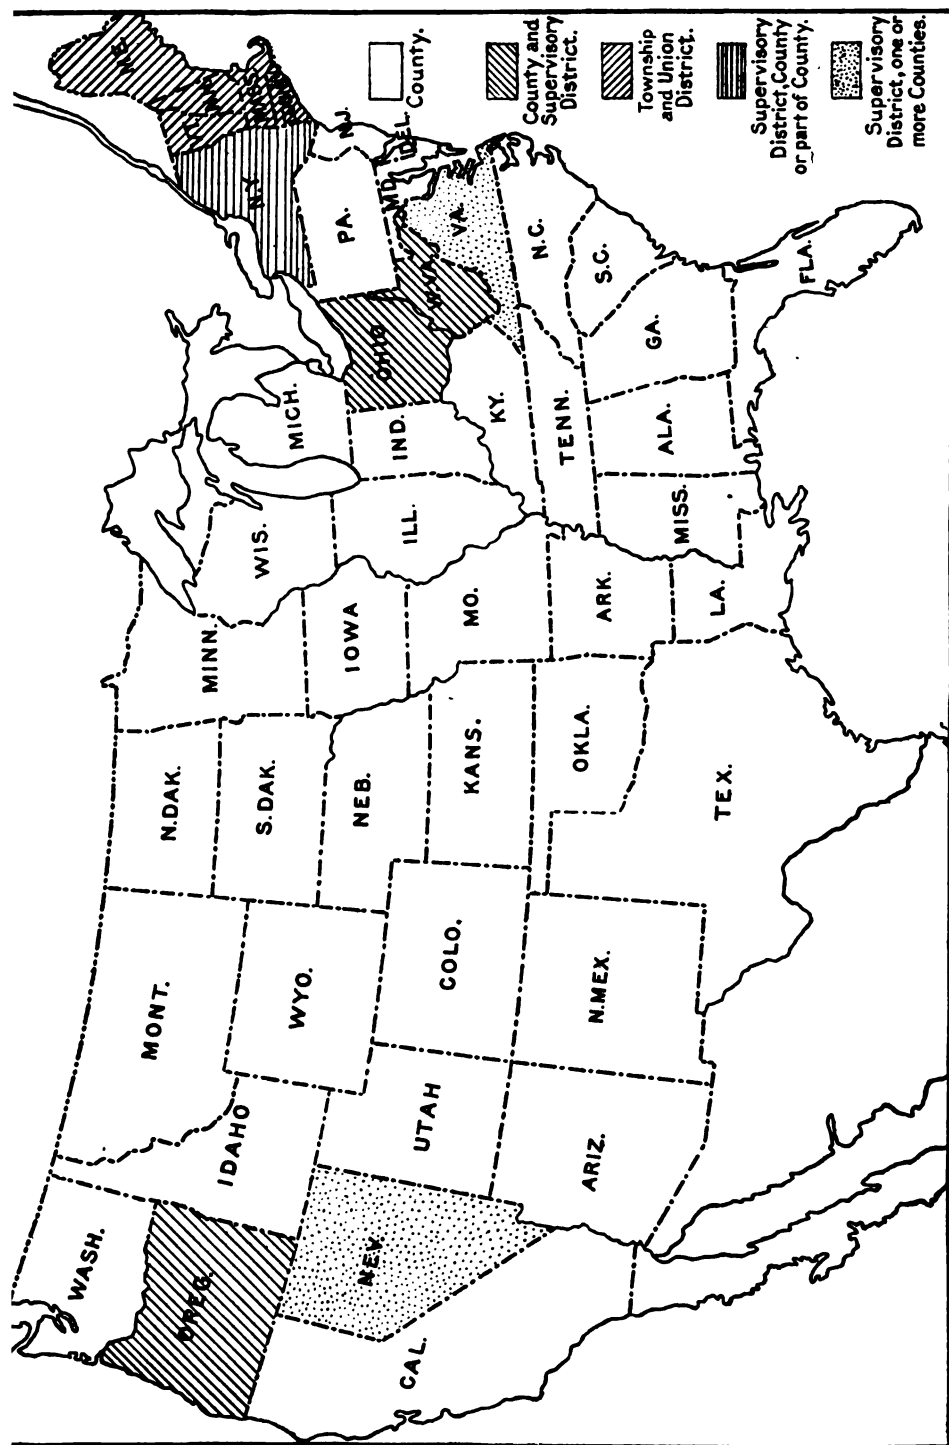 WASH.
OREG.
CAL.
NEV.
IDAHO
MONT.
WYO.
UTAH
ARIZ.
COLO.
N.MEX.
N.DAK.
S.DAK.
NEB.
KANS.
OKLA.
TEX.
MINN.
IOWA
MO.
ARK.
LA.
WIS.
ILL.
MICH.
IND.
OHIO
KY.
TENN.
MISS.
ALA.
GA.
FLA.
S.C.
N.C.
VA.
W.VA.
MD.
DEL.
PA.
N.J.
N.Y.
ME.
County.
County and
Supervisory
District.
Township
and Union
District.
Supervisory
District, County
or part of County.
Supervisory
District, one or
more Counties.